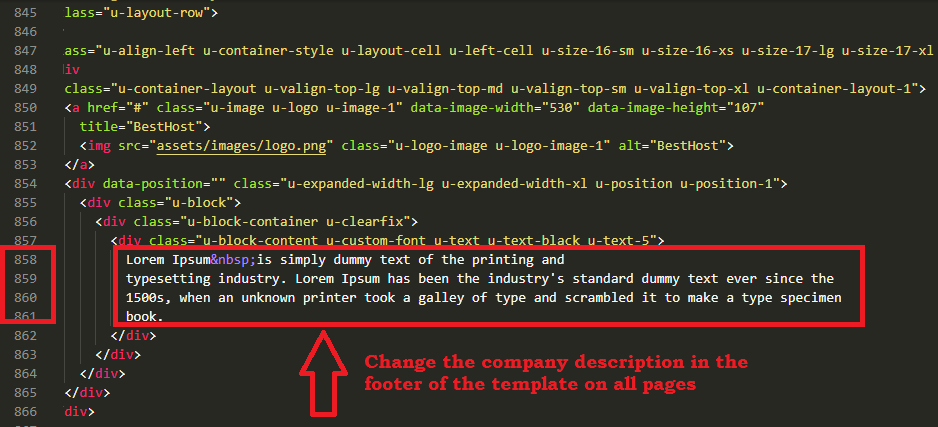 845 lass="u-layout-row">
846
847 ass="u-align-left u-container-style u-layout-cell u-left-cell u-size-16-sm u-size-16-xs u-size-17-lg u-size-17-xl
848 div
849 class="u-container-layout u-valign-top-lg u-valign-top-md u-valign-top-sm u-valign-top-xl u-container-layout-1">
850 <a href="#" class="u-image u-logo u-image-1" data-image-width="530" data-image-height="107"
851 title="BestHost">
852 <img src="assets/images/logo.png" class="u-logo-image u-logo-image-1" alt="BestHost">
853 </a>
854 <div data-position="" class="u-expanded-width-lg u-expanded-width-xl u-position u-position-1">
855 <div class="u-block">
856 <div class="u-block-container u-clearfix">
857 <div class="u-block-content u-custom-font u-text u-text-black u-text-5">
858 Lorem Ipsum&nbsp;is simply dummy text of the printing and
859 typesetting industry. Lorem Ipsum has been the industry's standard dummy text ever since the
860 1500s, when an unknown printer took a galley of type and scrambled it to make a type specimen
861 book.
862 </div>
863 </div>
864 </div>
865 </div>
866 div>
Change the company description in the
footer of the template on all pages